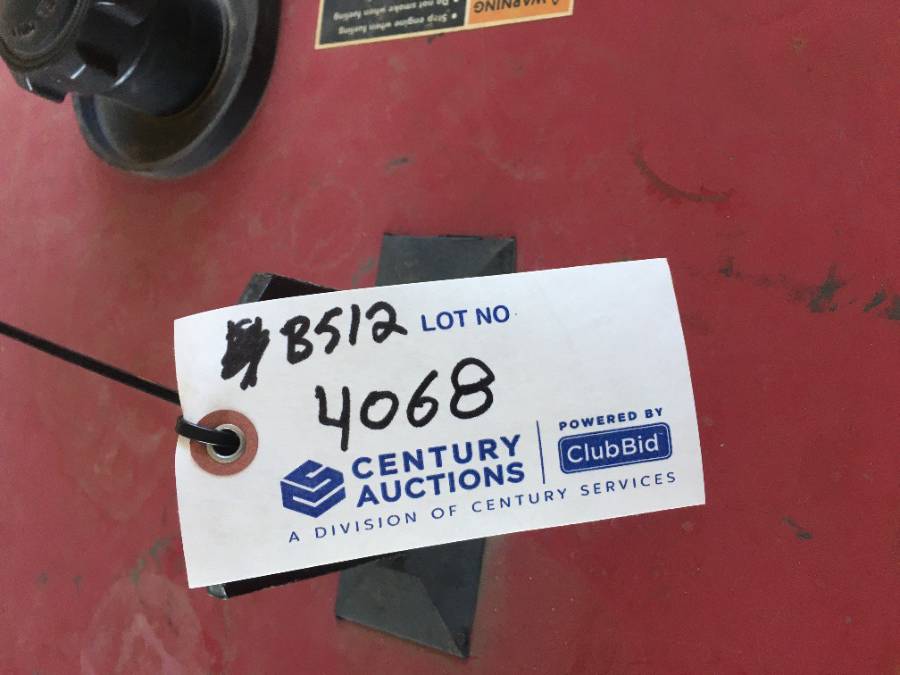 ⚠ WARNING
• Stop engine when fueling
• Do not smoke when fueling
B512 LOT NO
4068
CENTURY
AUCTIONS
POWERED BY
ClubBid
A DIVISION OF CENTURY SERVICES